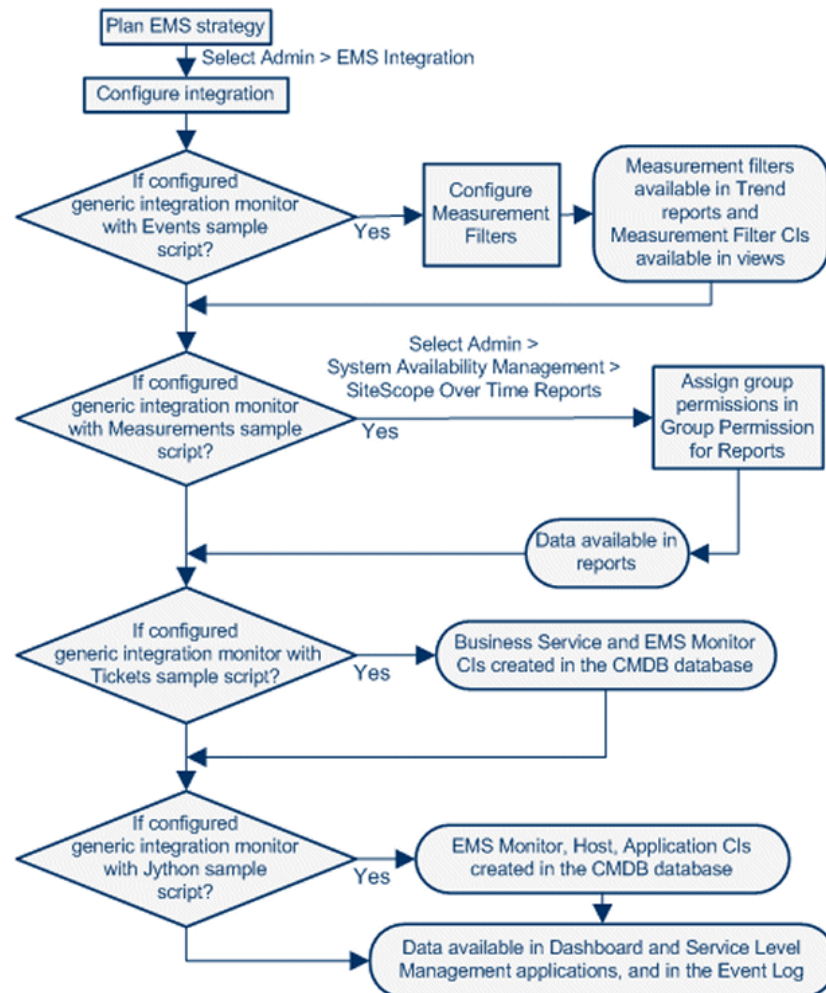 Plan EMS strategy
Select Admin > EMS Integration
Configure integration
If configured
generic integration monitor
with Events sample
script?
Yes
Configure
Measurement
Filters
Measurement filters
available in Trend
reports and
Measurement Filter CIs
available in views
If configured
generic integration monitor
with Measurements sample
script?
Select Admin >
System Availability Management >
SiteScope Over Time Reports
Yes
Assign group
permissions in
Group Permission
for Reports
Data available in
reports
If configured
generic integration monitor with
Tickets sample script?
Yes
Business Service and EMS Monitor
CIs created in the CMDB database
If configured
generic integration monitor
with Jython sample
script?
Yes
EMS Monitor, Host, Application CIs
created in the CMDB database
Data available in Dashboard and Service Level
Management applications, and in the Event Log